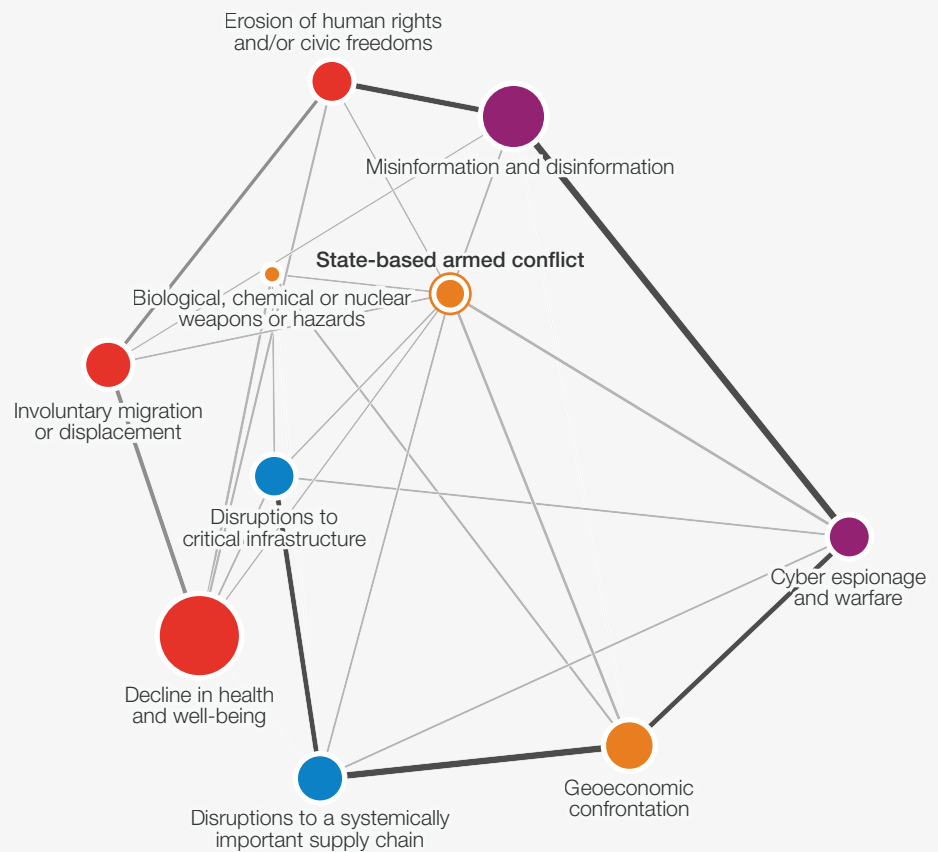 Erosion of human rights
and/or civic freedoms
Misinformation and disinformation
State-based armed conflict
Biological, chemical or nuclear
weapons or hazards
Involuntary migration
or displacement
Disruptions to
critical infrastructure
Cyber espionage
and warfare
Decline in health
and well-being
Geoeconomic
confrontation
Disruptions to a systemically
important supply chain